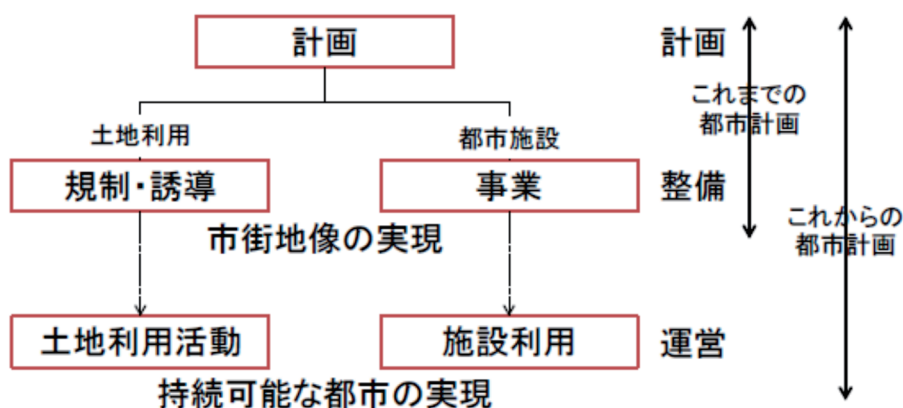 計画
計画
これまでの
都市計画
土地利用
都市施設
規制・誘導
事業
整備
市街地像の実現
これからの
都市計画
土地利用活動
施設利用
運営
持続可能な都市の実現